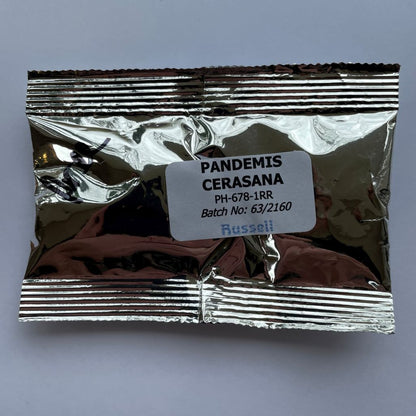 PANDEMIS
CERASANA
PH-678-1RR
Batch No: 63/2160
Russell